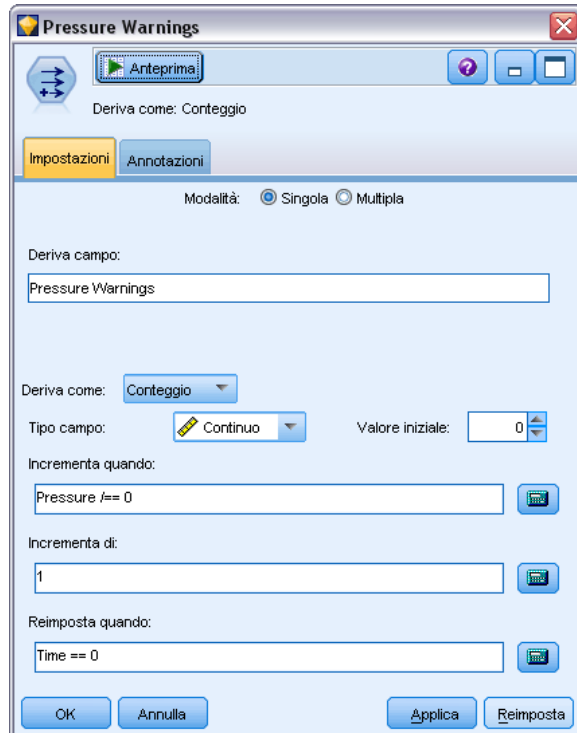 Pressure Warnings
Anteprima
?
Deriva come: Conteggio
Impostazioni Annotazioni
Modalità: Singola Multipla
Deriva campo:
Pressure Warnings
Deriva come: Conteggio
Tipo campo: Continuo Valore iniziale: 0
Incrementa quando:
Pressure /== 0
Incrementa di:
1
Reimposta quando:
Time == 0
OK Annulla Applica Reimposta